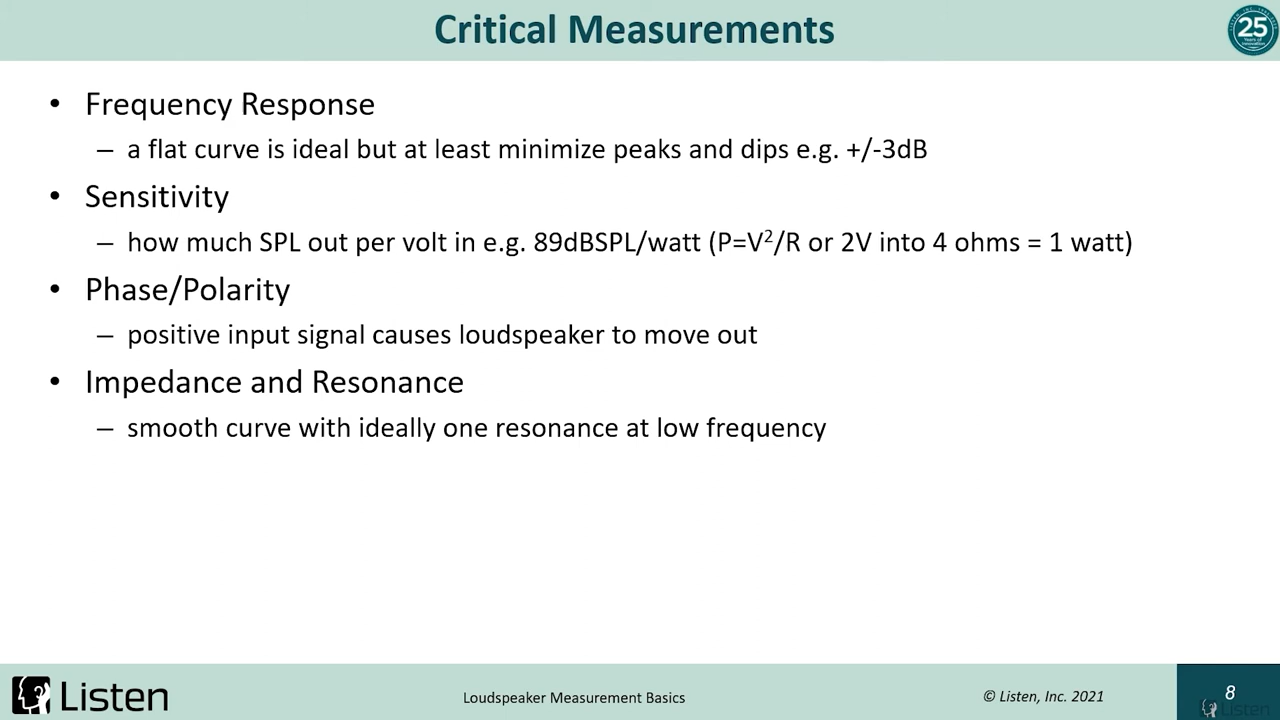 Critical Measurements
25
Years of
• Frequency Response
– a flat curve is ideal but at least minimize peaks and dips e.g. +/-3dB
• Sensitivity
– how much SPL out per volt in e.g. 89dBSPL/watt (P=V²/R or 2V into 4 ohms = 1 watt)
• Phase/Polarity
– positive input signal causes loudspeaker to move out
• Impedance and Resonance
– smooth curve with ideally one resonance at low frequency
Listen
Loudspeaker Measurement Basics
© Listen, Inc. 2021
8
Listen